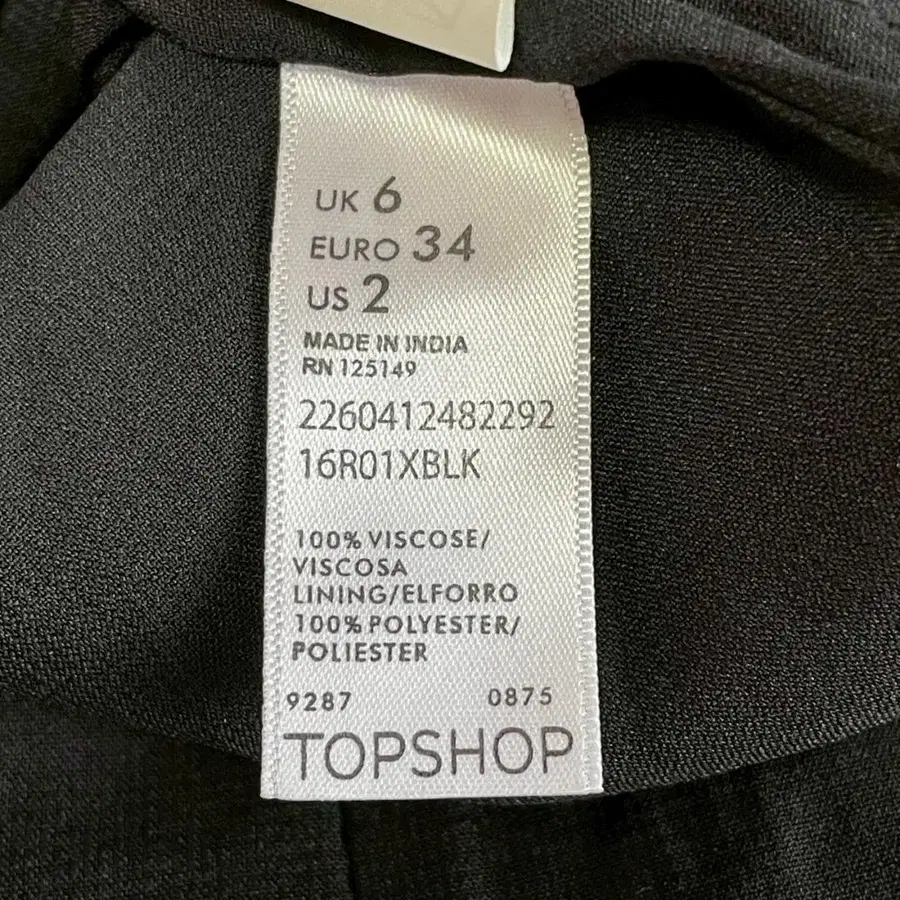 UK 6
EURO 34
US 2
MADE IN INDIA
RN 125149
2260412482292
16R01XBLK
100% VISCOSE/
VISCOSA
LINING/ELFORRO
100% POLYESTER/
POLIESTER
9287 0875
TOPSHOP